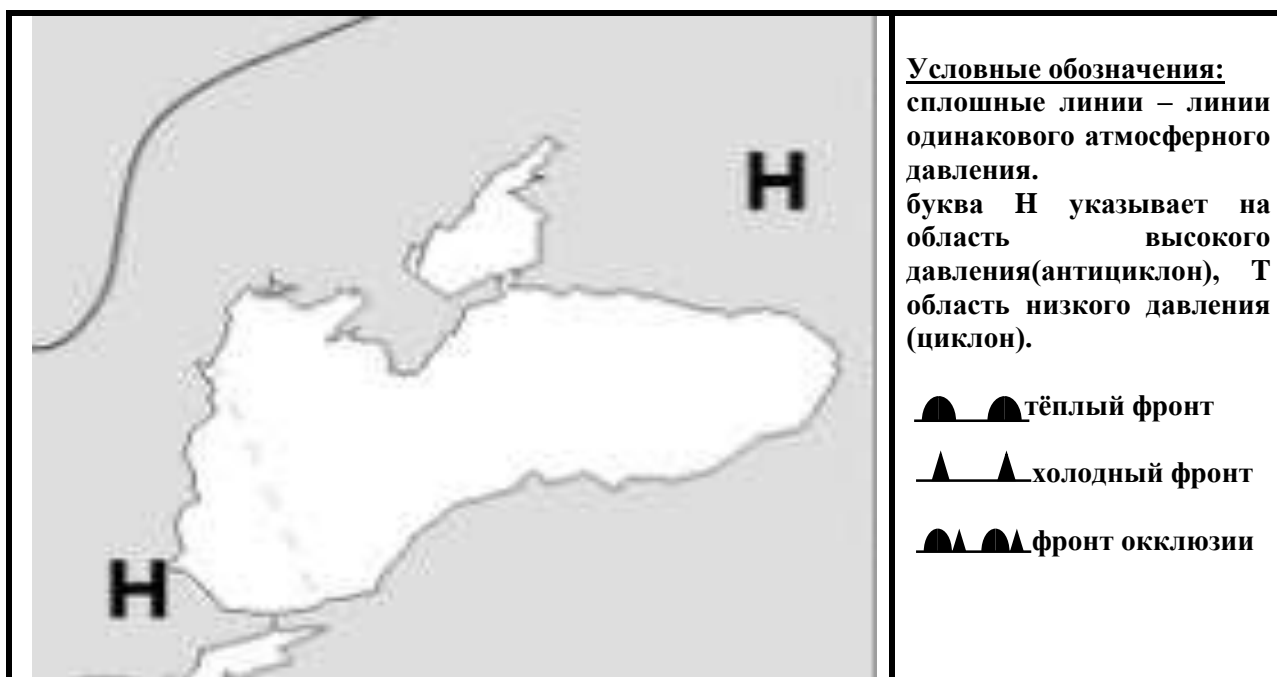 Н
Н
Условные обозначения:
сплошные линии – линии
одинакового атмосферного
давления.
буква Н указывает на
область высокого
давления(антициклон), Т
область низкого давления
(циклон).
тёплый фронт
холодный фронт
фронт окклюзии